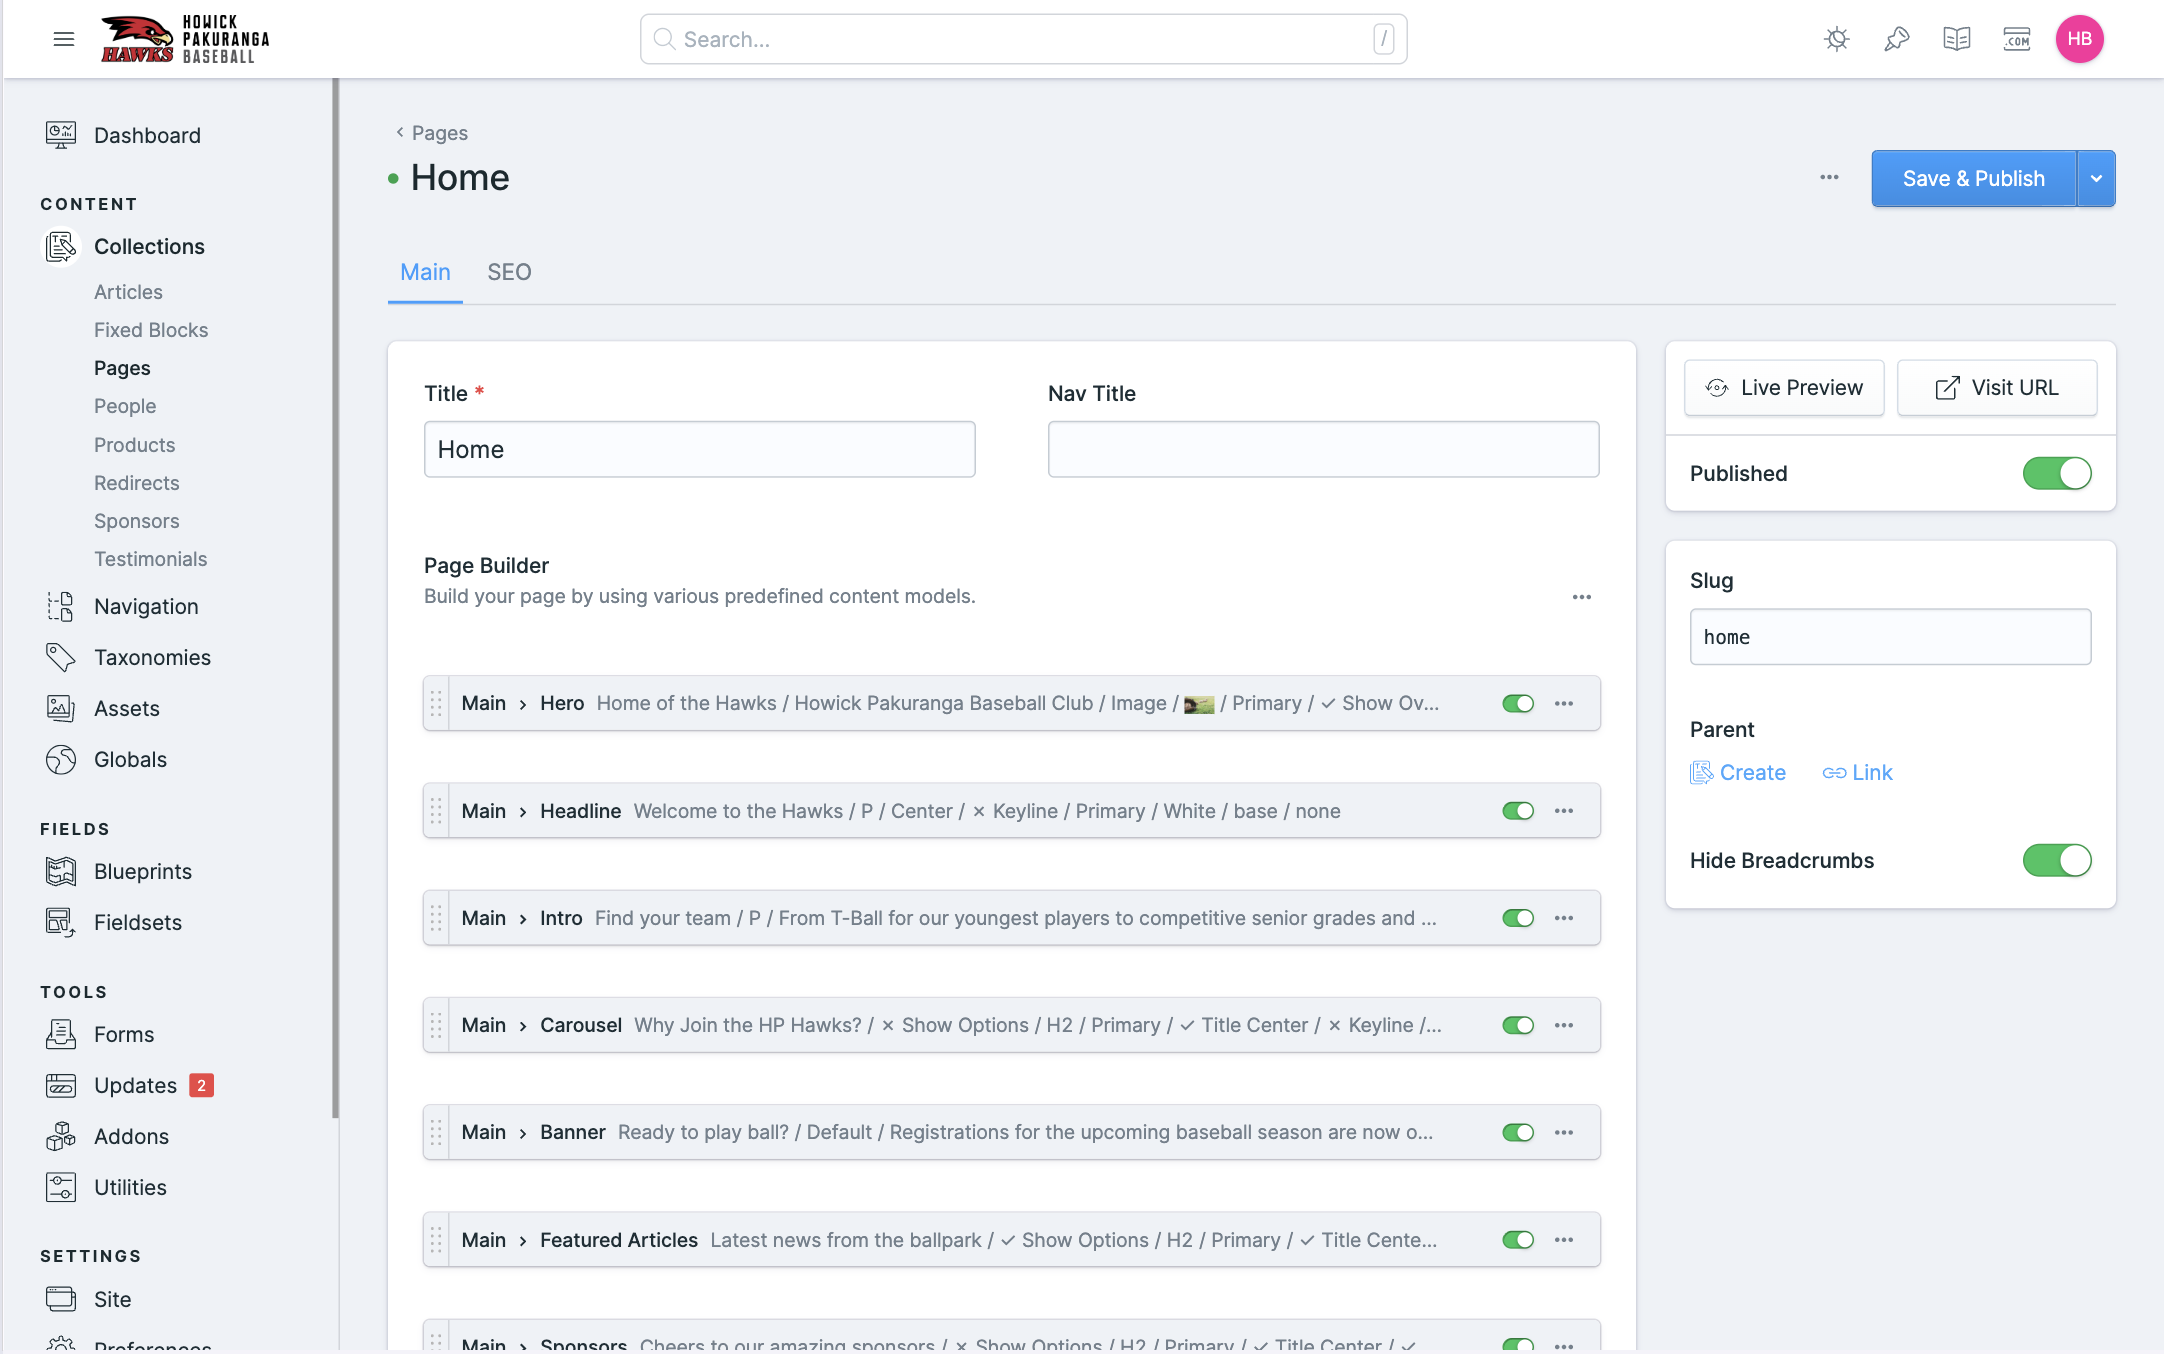 HOWICK
PAKURANGA
BASEBALL
HAWKS
Search...
/
.COM
HB
Dashboard
CONTENT
Collections
Articles
Fixed Blocks
Pages
People
Products
Redirects
Sponsors
Testimonials
Navigation
Taxonomies
Assets
Globals
FIELDS
Blueprints
Fieldsets
TOOLS
Forms
Updates 2
Addons
Utilities
SETTINGS
Site
Preferences
‹ Pages
Home
Save & Publish
Main SEO
Title *
Home
Nav Title
Page Builder
Build your page by using various predefined content models.
Main › Hero Home of the Hawks / Howick Pakuranga Baseball Club / Image / / Primary / ✓ Show Ov...
Main › Headline Welcome to the Hawks / P / Center / × Keyline / Primary / White / base / none
Main › Intro Find your team / P / From T-Ball for our youngest players to competitive senior grades and ...
Main › Carousel Why Join the HP Hawks? / × Show Options / H2 / Primary / ✓ Title Center / × Keyline /...
Main › Banner Ready to play ball? / Default / Registrations for the upcoming baseball season are now o...
Main › Featured Articles Latest news from the ballpark / ✓ Show Options / H2 / Primary / ✓ Title Cente...
Main › Sponsors Cheers to our amazing sponsors / × Show Options / H2 / Primary / ✓ Title Center / ✓
Live Preview
Visit URL
Published
Slug
home
Parent
Create
Link
Hide Breadcrumbs